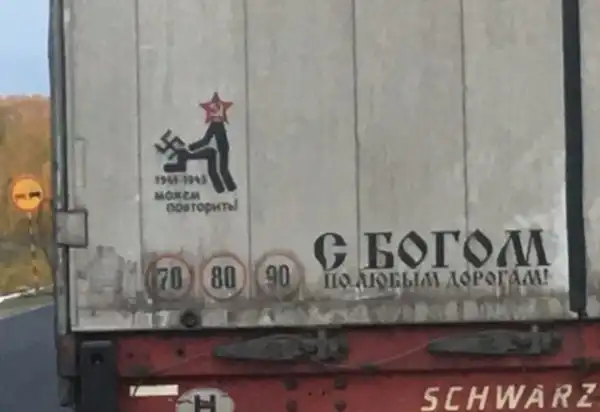 1941-1945
МОЖЕМ
ПОВТОРИТЬ!
70 80 90
С БОГОМ
ПО ЛЮБЫМ ДОРОГАМ!
H
SCHWARZ